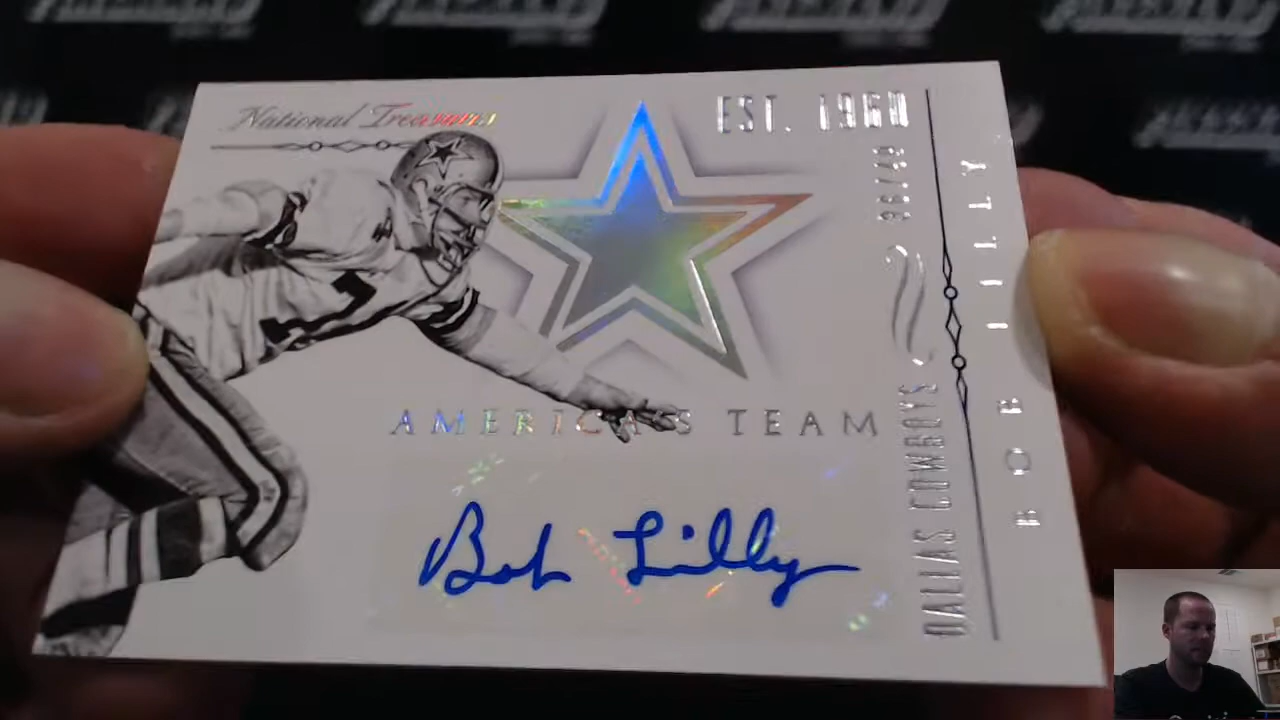 National Treasures
EST. 1960
AMERICA'S TEAM
Bob Lilly
DALLAS COWBOYS
BOB LILLY